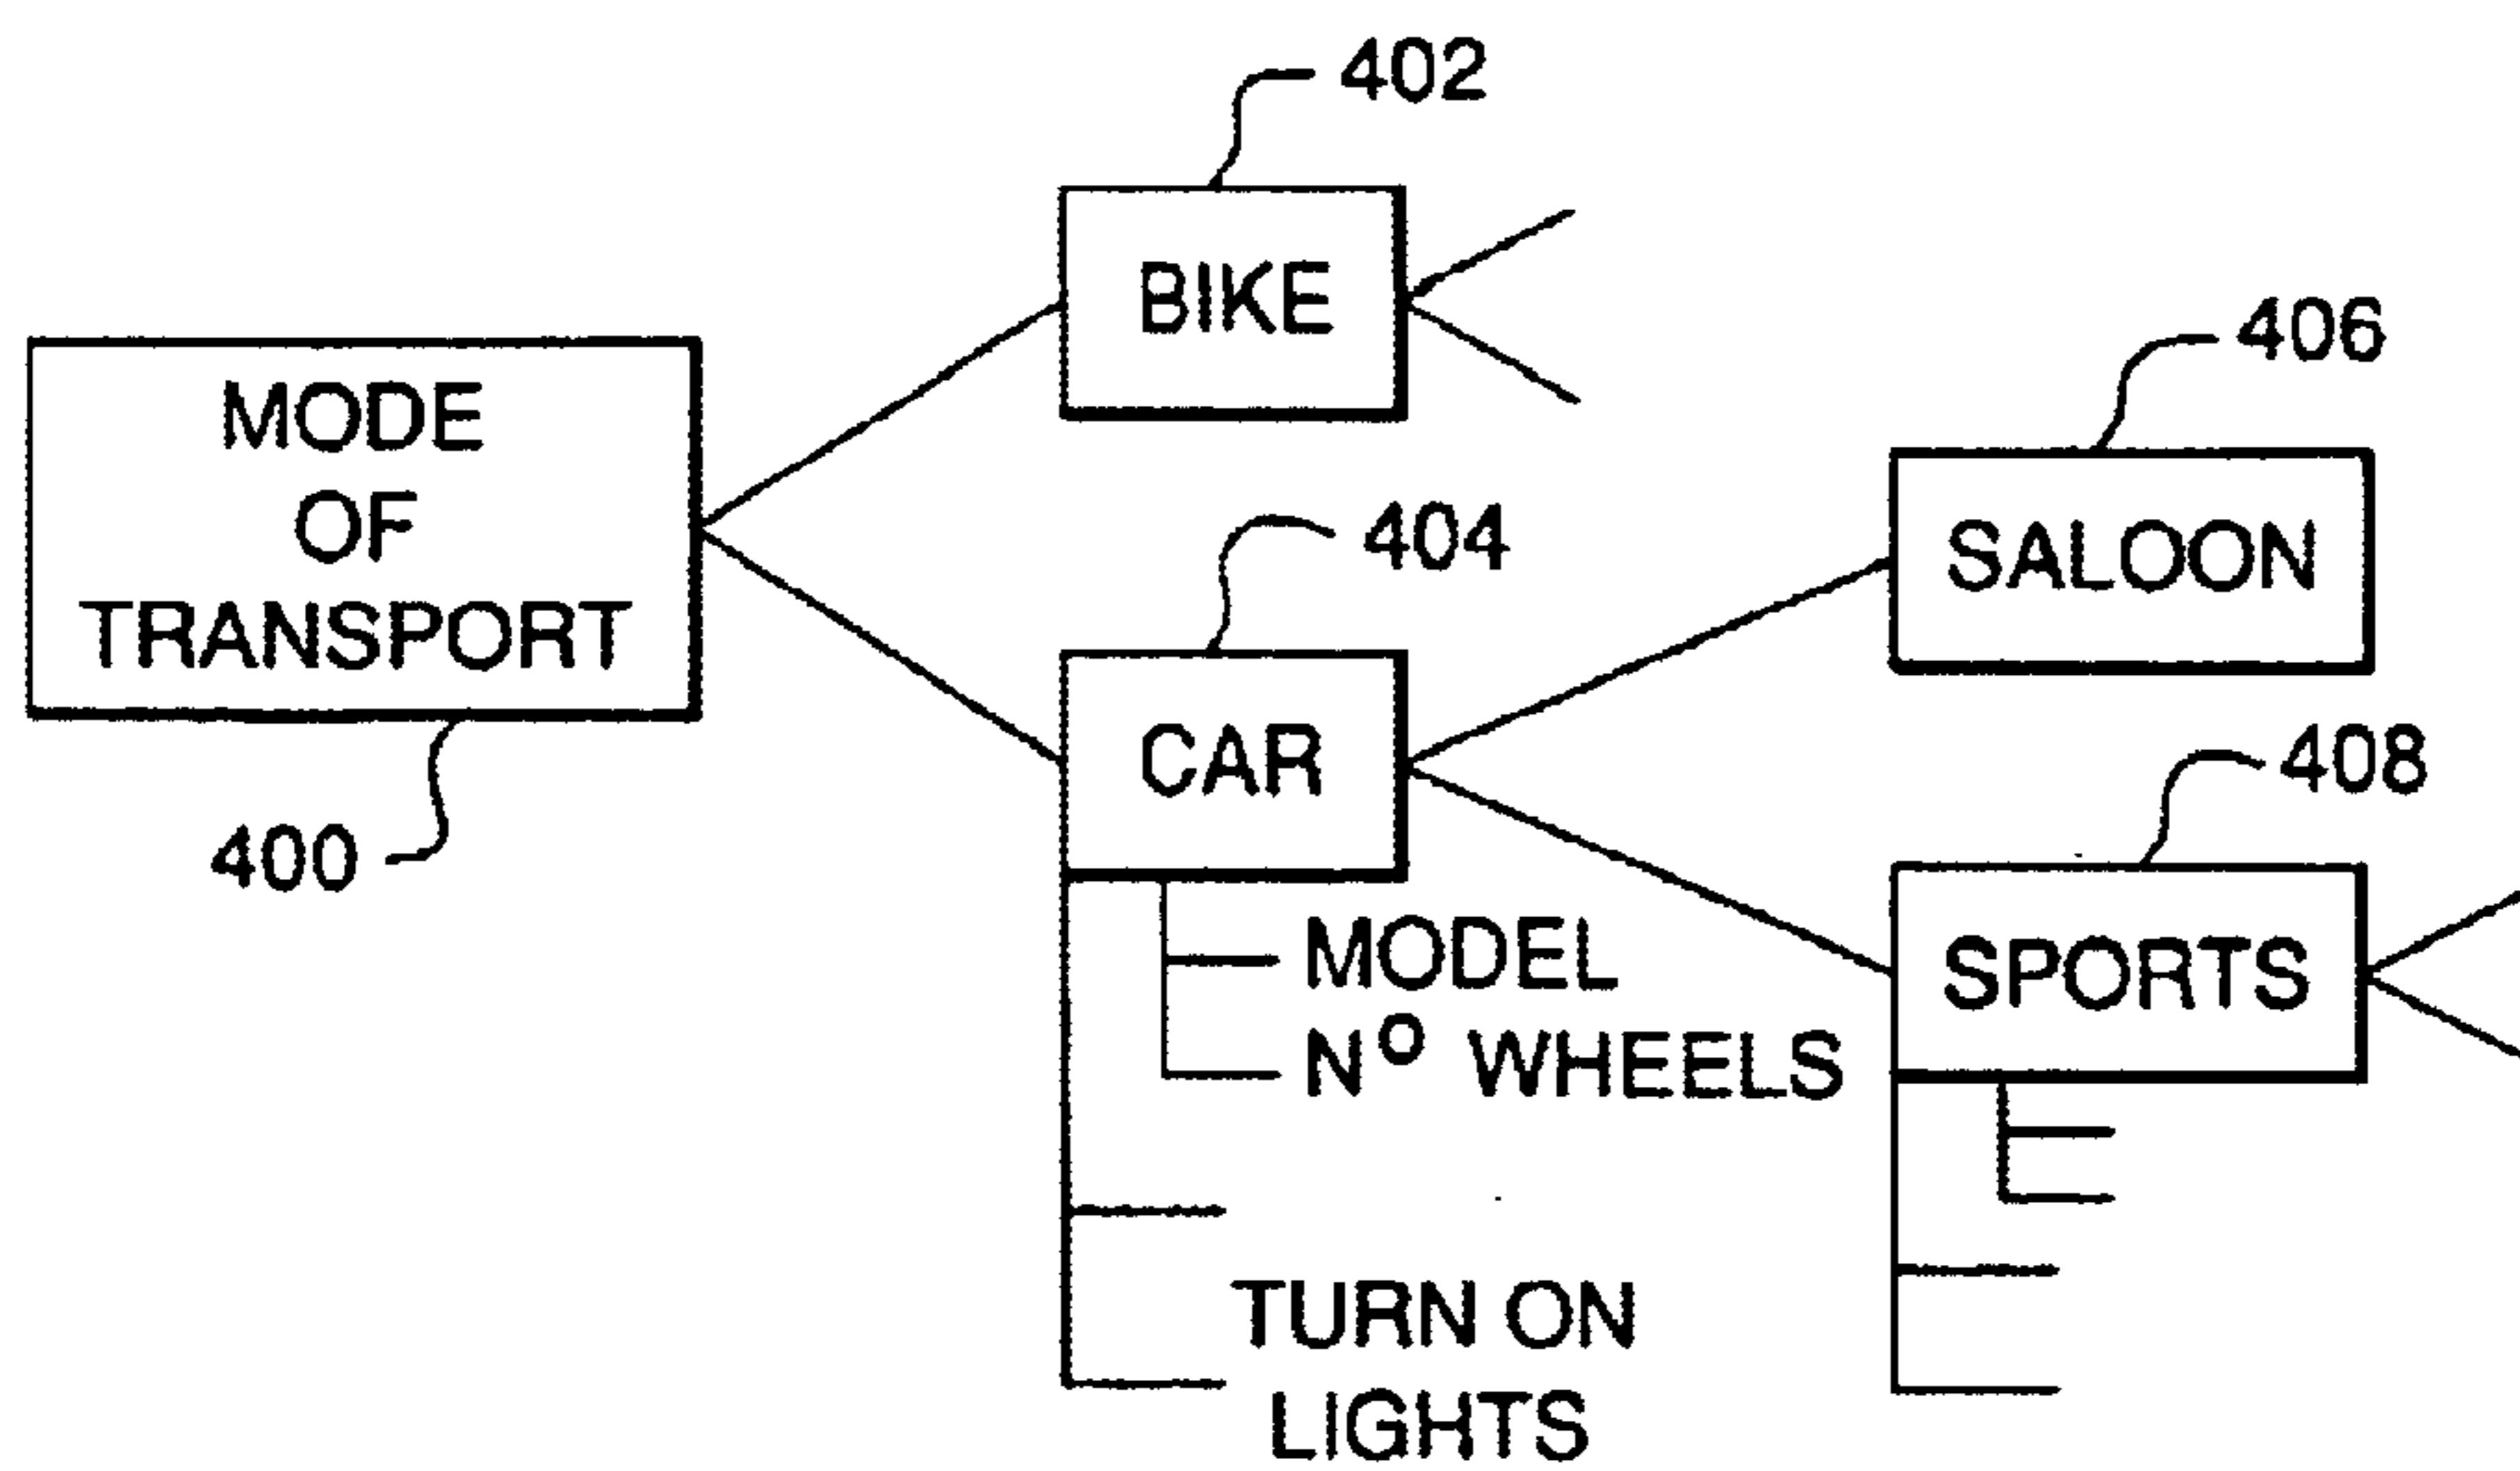 402
BIKE
MODE
OF
TRANSPORT
400
406
SALOON
404
CAR
MODEL
Nº WHEELS
TURN ON
LIGHTS
408
SPORTS